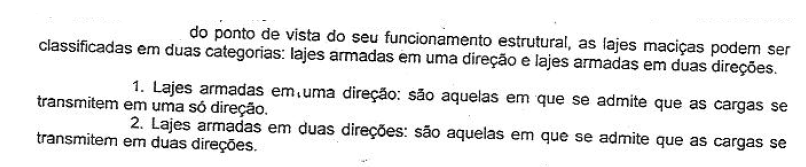 do ponto de vista do seu funcionamento estrutural, as lajes maciças podem ser
classificadas em duas categorias: lajes armadas em uma direção e lajes armadas em duas direções.
1. Lajes armadas em uma direção: são aquelas em que se admite que as cargas se
transmitem em uma só direção.
2. Lajes armadas em duas direções: são aquelas em que se admite que as cargas se
transmitem em duas direções.